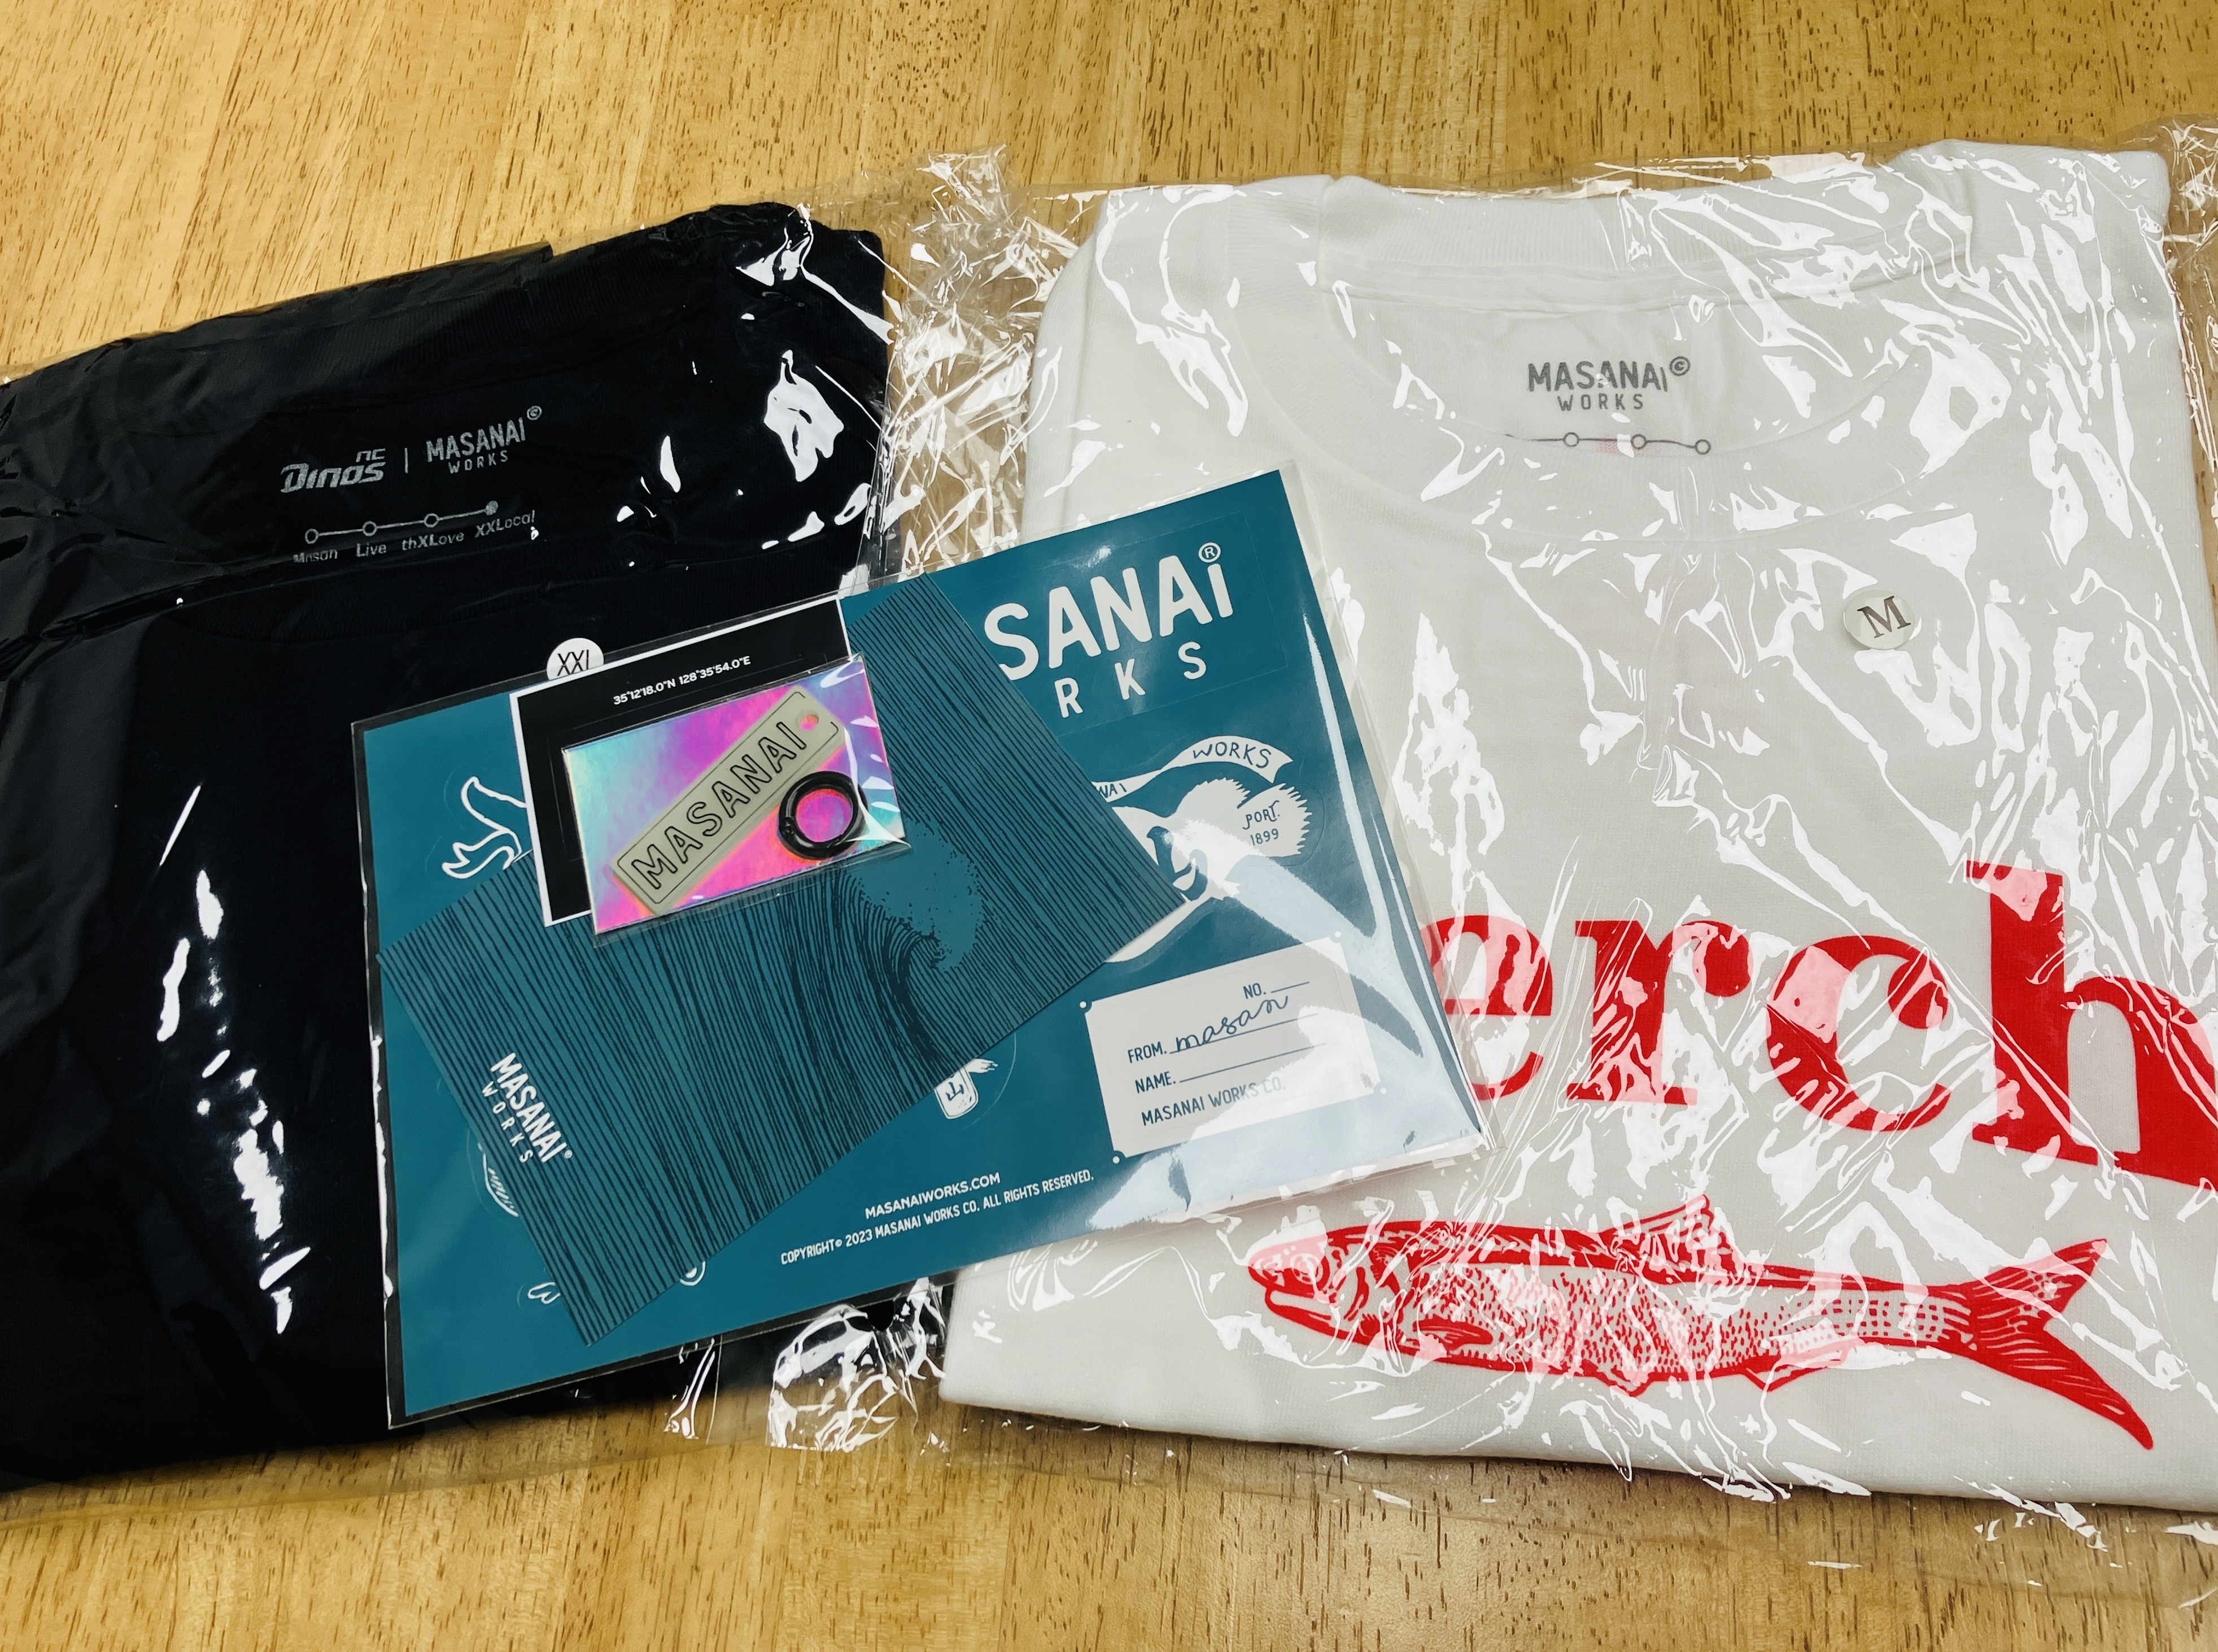 NC
Dinos | MASANAI©
WORKS
Masan Live thXLove XXLocal
MASANAI©
WORKS
M
SANAi®
RKS
XXL
35°12'18.0"N 128°35'54.0"E
MASANAI
WORKS
PORT.
1899
erch
NO.
FROM. masan
NAME.
MASANAI WORKS CO.
山
MASANAI®
WORKS
MASANAIWORKS.COM
COPYRIGHT© 2023 MASANAI WORKS CO. ALL RIGHTS RESERVED.